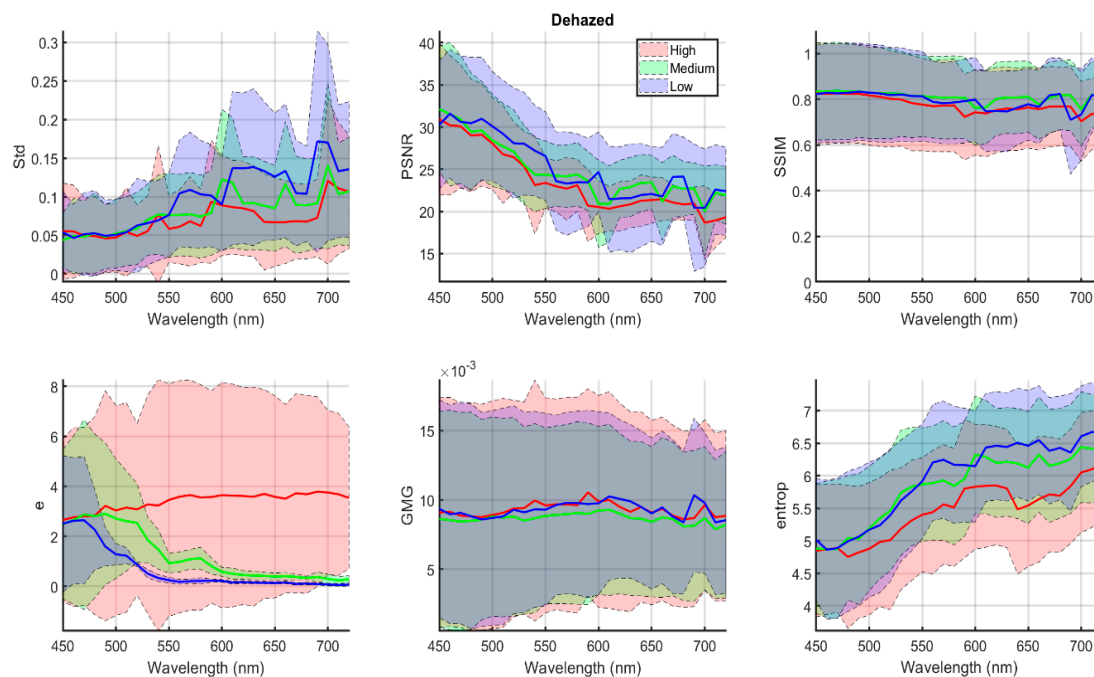 Dehazed
Std
0.3
0.25
0.2
0.15
0.1
0.05
0
450 500 550 600 650 700
Wavelength (nm)
PSNR
40
35
30
25
20
15
High
Medium
Low
450 500 550 600 650 700
Wavelength (nm)
SSIM
1
0.8
0.6
0.4
0.2
0
450 500 550 600 650 700
Wavelength (nm)
e
8
6
4
2
0
450 500 550 600 650 700
Wavelength (nm)
×10⁻³
GMG
15
10
5
450 500 550 600 650 700
Wavelength (nm)
entrop
7
6.5
6
5.5
5
4.5
4
450 500 550 600 650 700
Wavelength (nm)